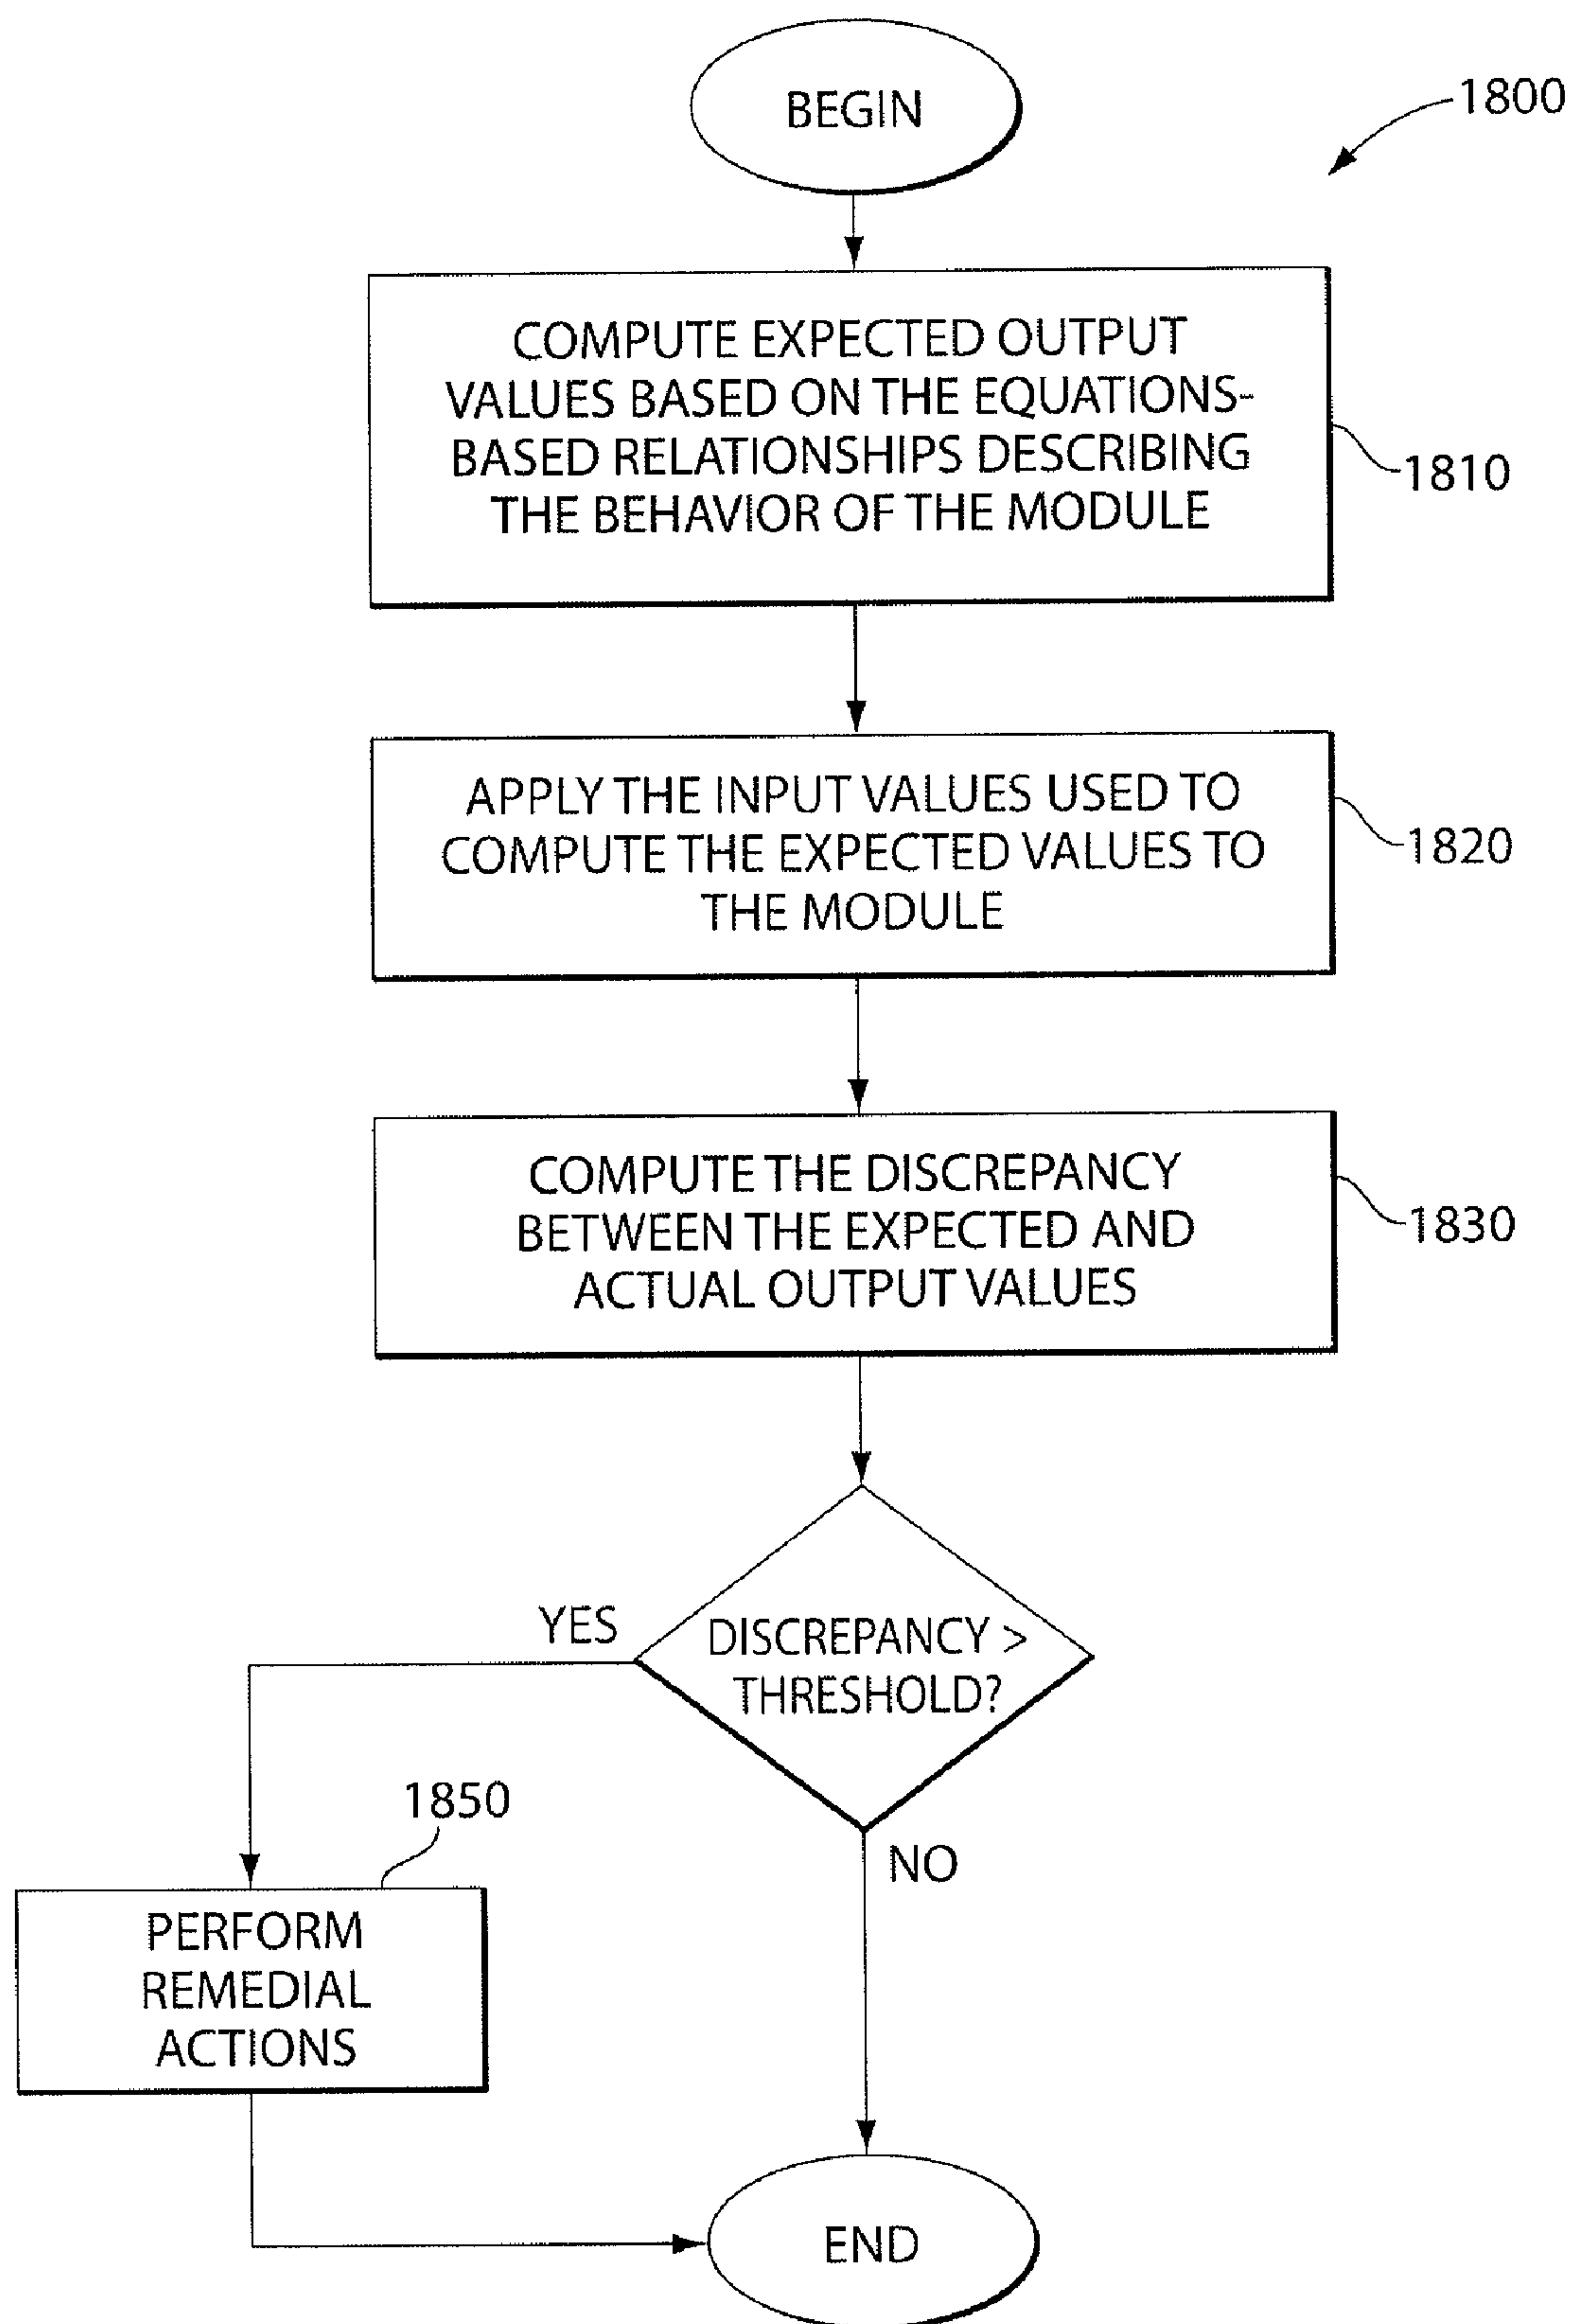 BEGIN
1800
COMPUTE EXPECTED OUTPUT
VALUES BASED ON THE EQUATIONS-
BASED RELATIONSHIPS DESCRIBING
THE BEHAVIOR OF THE MODULE
1810
APPLY THE INPUT VALUES USED TO
COMPUTE THE EXPECTED VALUES TO
THE MODULE
1820
COMPUTE THE DISCREPANCY
BETWEEN THE EXPECTED AND
ACTUAL OUTPUT VALUES
1830
YES
DISCREPANCY >
THRESHOLD?
1850
NO
PERFORM
REMEDIAL
ACTIONS
END